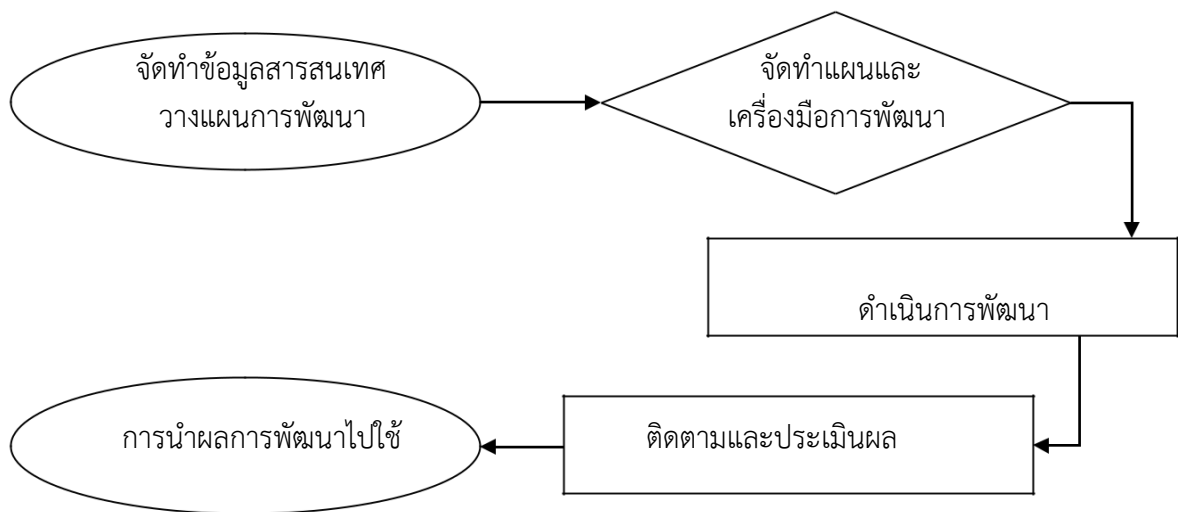 จัดทำข้อมูลสารสนเทศ
วางแผนการพัฒนา
จัดทำแผนและ
เครื่องมือการพัฒนา
ดำเนินการพัฒนา
ติดตามและประเมินผล
การนำผลการพัฒนาไปใช้